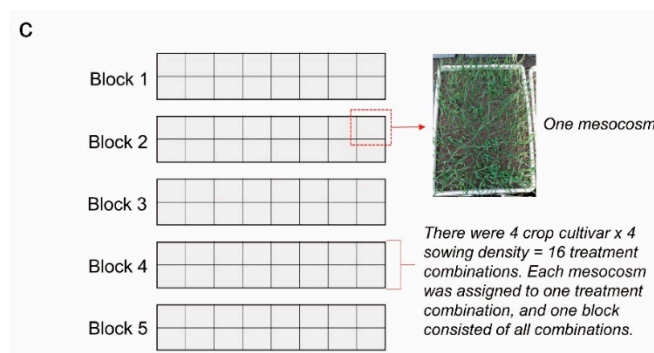 C
Block 1
Block 2
One mesocosm
Block 3
There were 4 crop cultivar x 4
sowing density = 16 treatment
Block 4
combinations. Each mesocosm
was assigned to one treatment
combination, and one block
consisted of all combinations.
Block 5